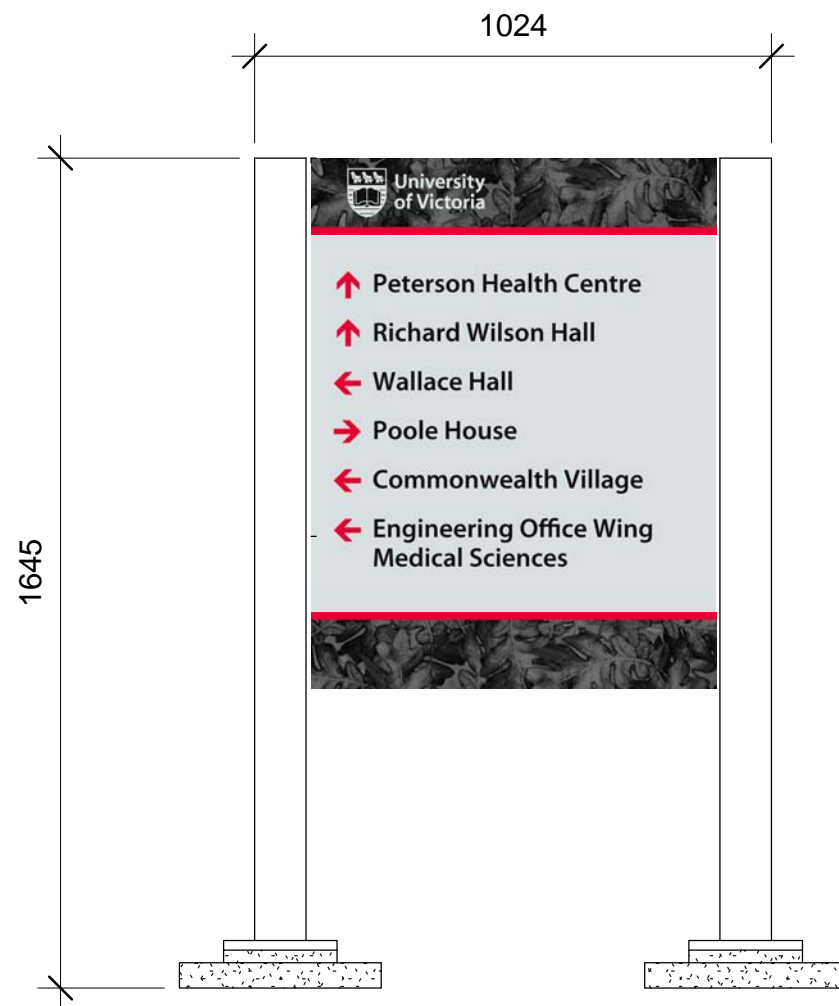 1024
1645
University
of Victoria
Peterson Health Centre
Richard Wilson Hall
Wallace Hall
Poole House
Commonwealth Village
Engineering Office Wing
Medical Sciences